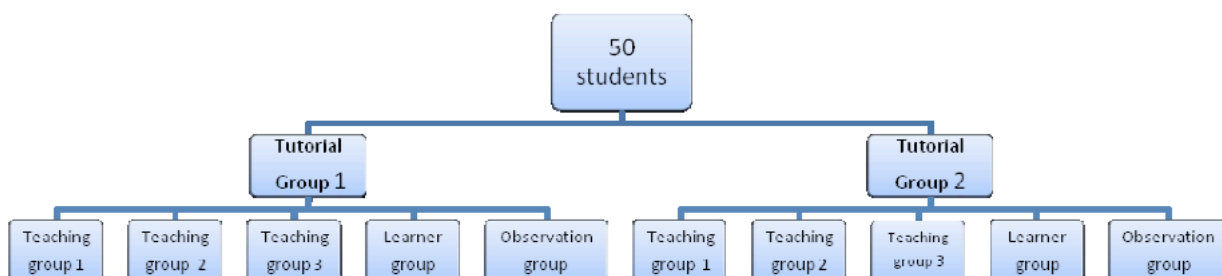 50
students
Tutorial
Group 1
Tutorial
Group 2
Teaching
group 1
Teaching
group 2
Teaching
group 3
Learner
group
Observation
group
Teaching
group 1
Teaching
group 2
Teaching
group 3
Learner
group
Observation
group